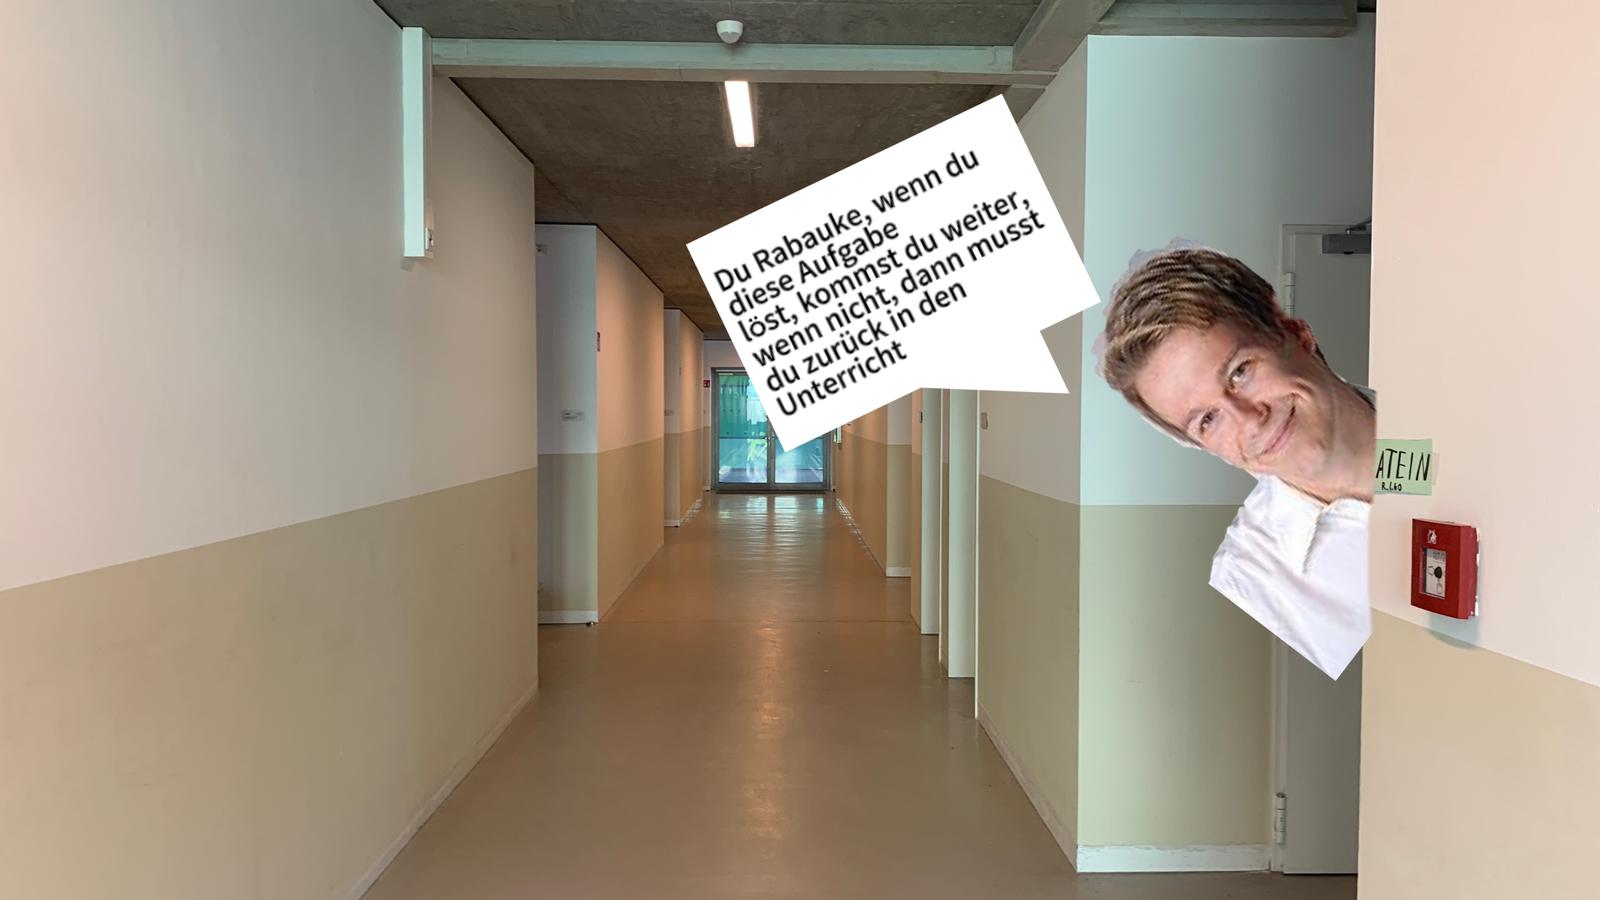 Du Rabauke, wenn du
diese Aufgabe
löst, kommst du weiter,
wenn nicht, dann musst
du zurück in den
Unterricht
ATEIN
R.L60